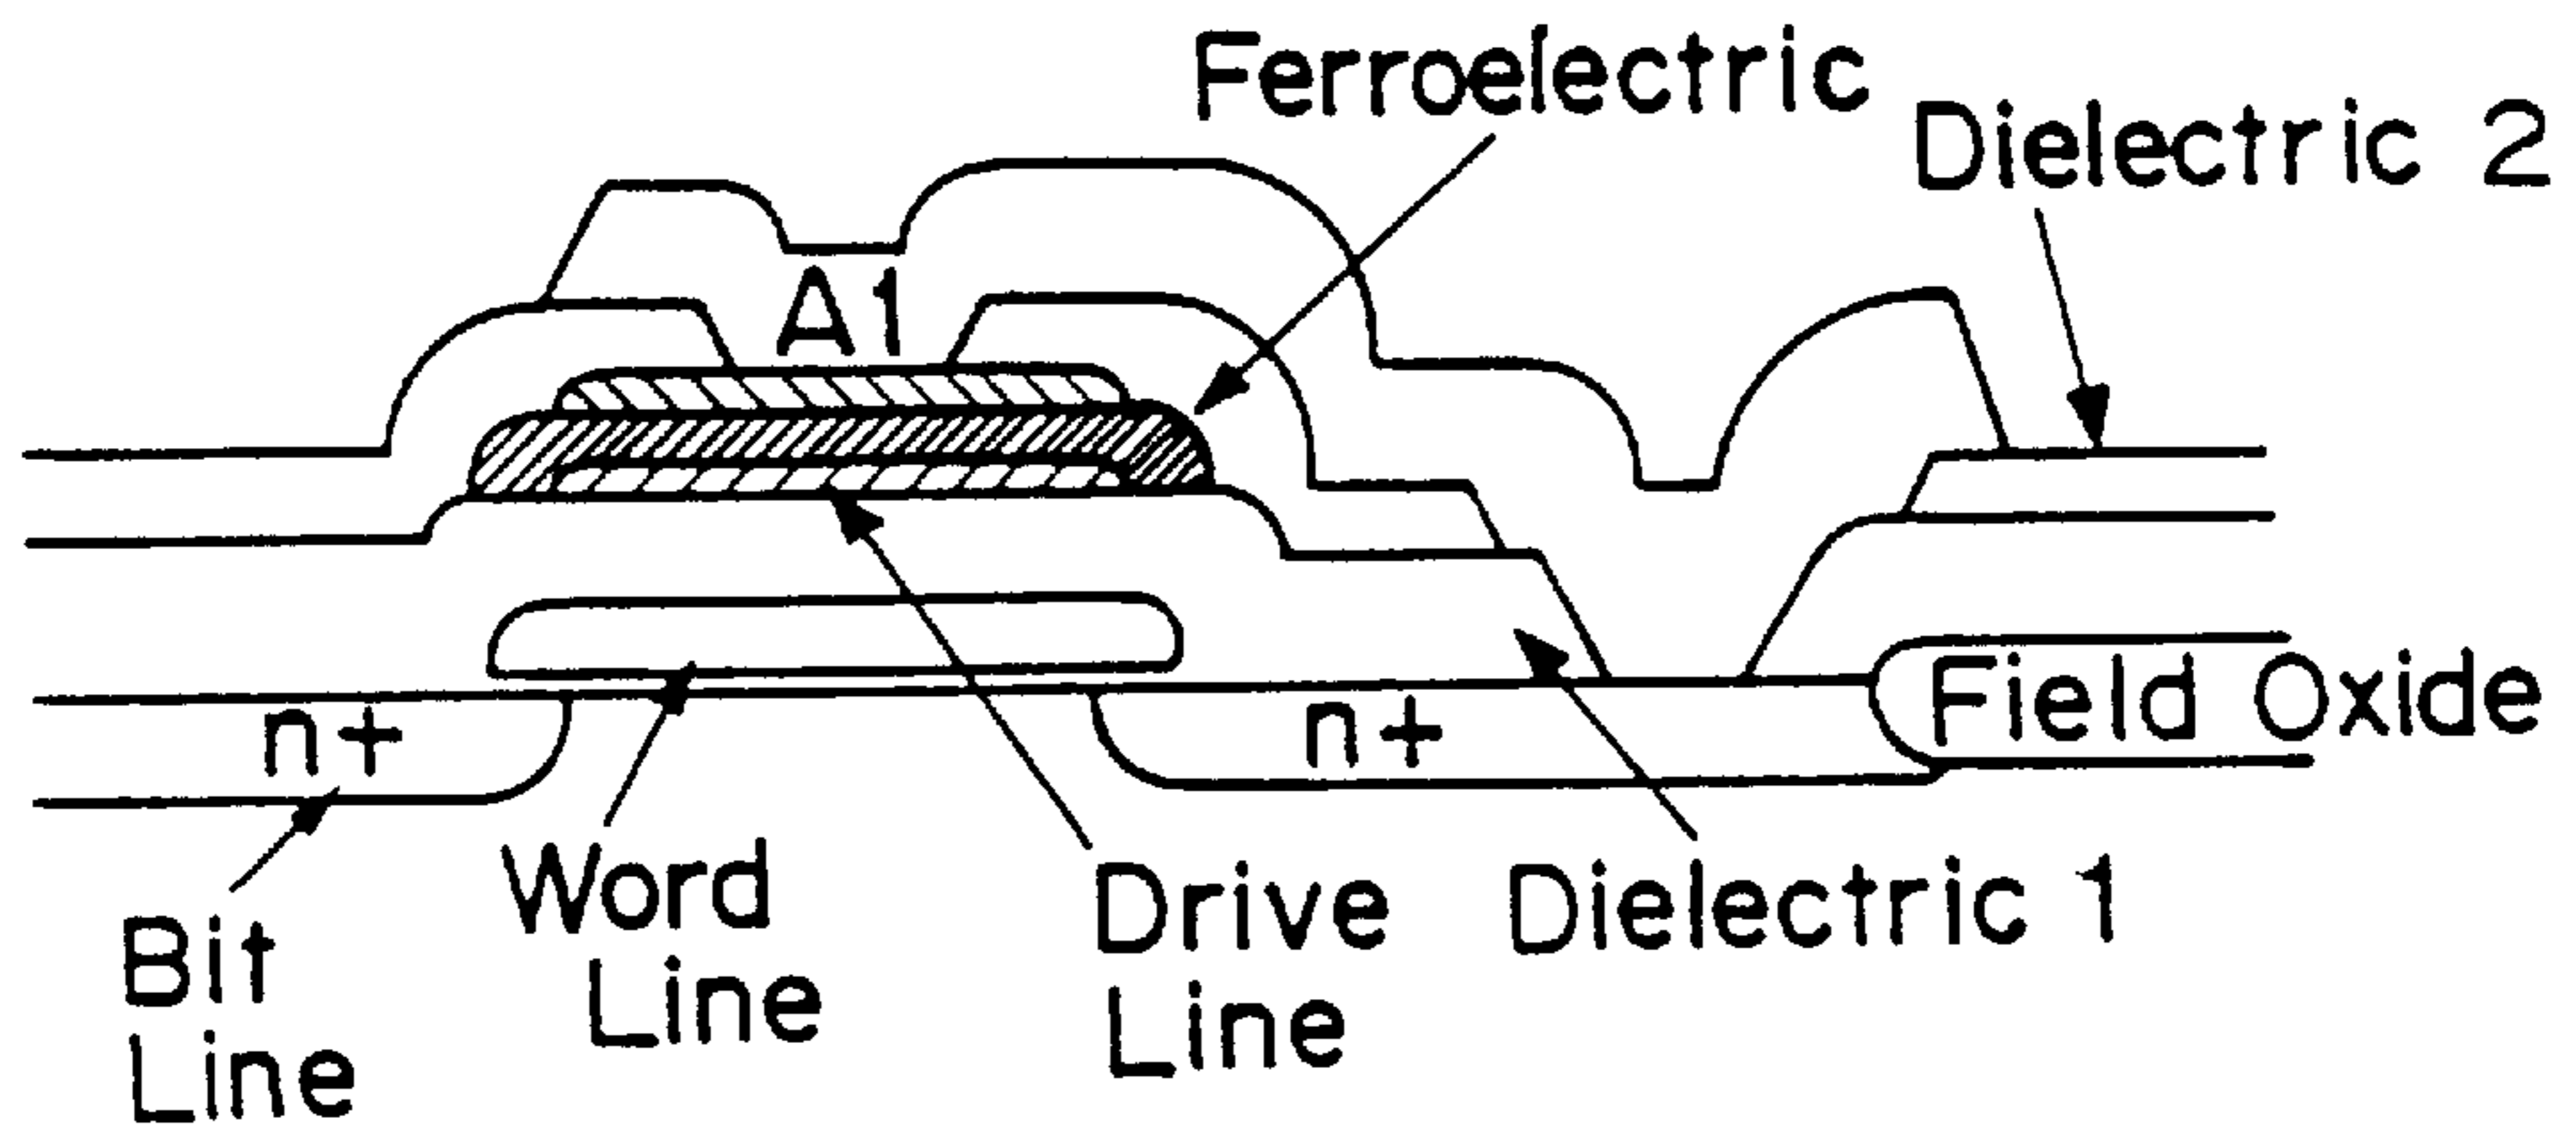 Ferroelectric
Dielectric 2
A1
n+
n+
Field Oxide
Bit
Line
Word
Line
Drive
Line
Dielectric 1